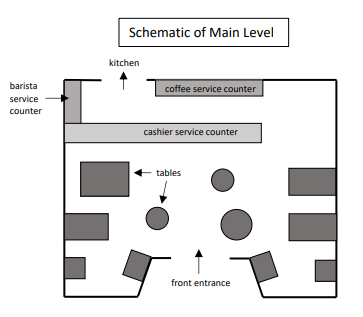 Schematic of Main Level
kitchen
barista
service
counter
coffee service counter
cashier service counter
tables
front entrance